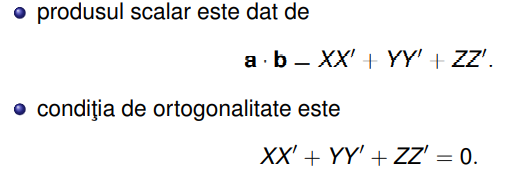 produsul scalar este dat de
a · b = XX′ + YY′ + ZZ′.
condiţia de ortogonalitate este
XX′ + YY′ + ZZ′ = 0.